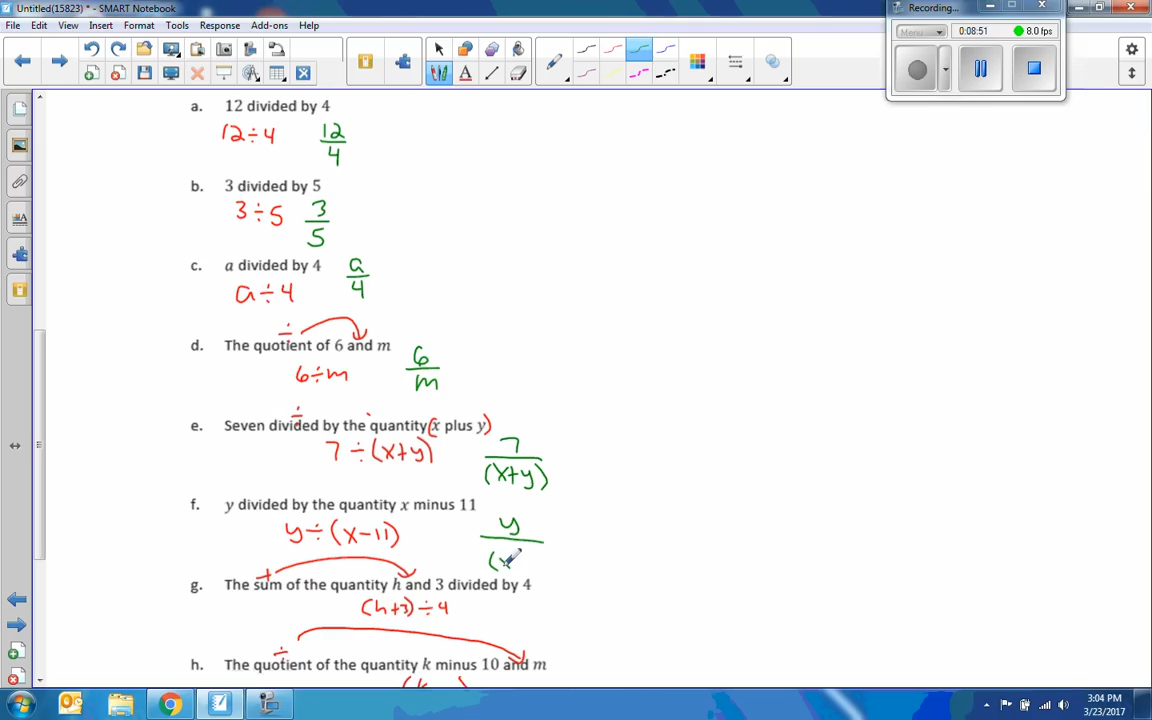 Untitled(15823) * - SMART Notebook
Recording...
File Edit View Insert Format Tools Response Add-ons Help
Menu 0:08:51 8.0 fps
a. 12 divided by 4
12÷4 12/4
b. 3 divided by 5
3÷5 3/5
c. a divided by 4 a/4
a÷4
÷
d. The quotient of 6 and m
6÷m 6/m
÷
e. Seven divided by the quantity (x plus y)
7÷(x+y) 7/(x+y)
f. y divided by the quantity x minus 11
y÷(x-11) y/(x
+
g. The sum of the quantity h and 3 divided by 4
(h+3)÷4
÷
h. The quotient of the quantity k minus 10 and m
3:04 PM
3/23/2017